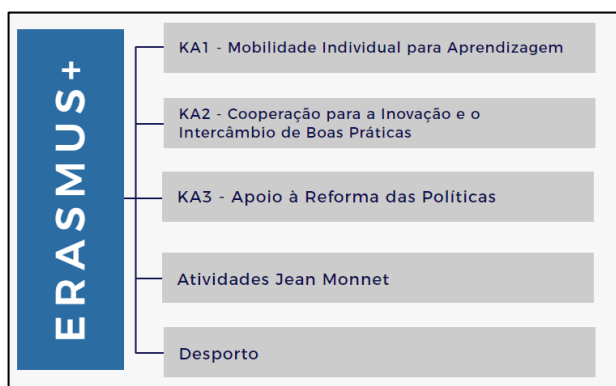 ERASMUS+
KA1 - Mobilidade Individual para Aprendizagem
KA2 - Cooperação para a Inovação e o
Intercâmbio de Boas Práticas
KA3 - Apoio à Reforma das Políticas
Atividades Jean Monnet
Desporto